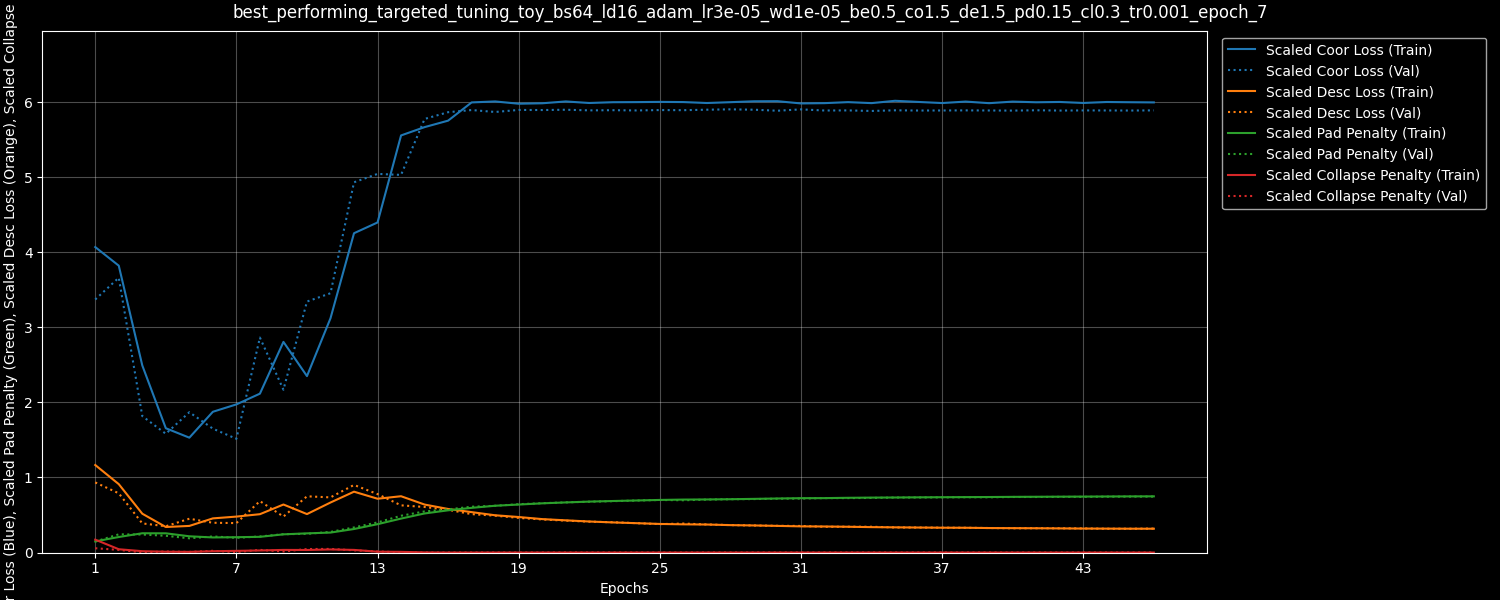 best_performing_targeted_tuning_toy_bs64_ld16_adam_lr3e-05_wd1e-05_be0.5_co1.5_de1.5_pd0.15_cl0.3_tr0.001_epoch_7
r Loss (Blue), Scaled Pad Penalty (Green), Scaled Desc Loss (Orange), Scaled Collapse
6
5
4
3
2
1
0
1 7 13 19 25 31 37 43
Epochs
Scaled Coor Loss (Train)
Scaled Coor Loss (Val)
Scaled Desc Loss (Train)
Scaled Desc Loss (Val)
Scaled Pad Penalty (Train)
Scaled Pad Penalty (Val)
Scaled Collapse Penalty (Train)
Scaled Collapse Penalty (Val)